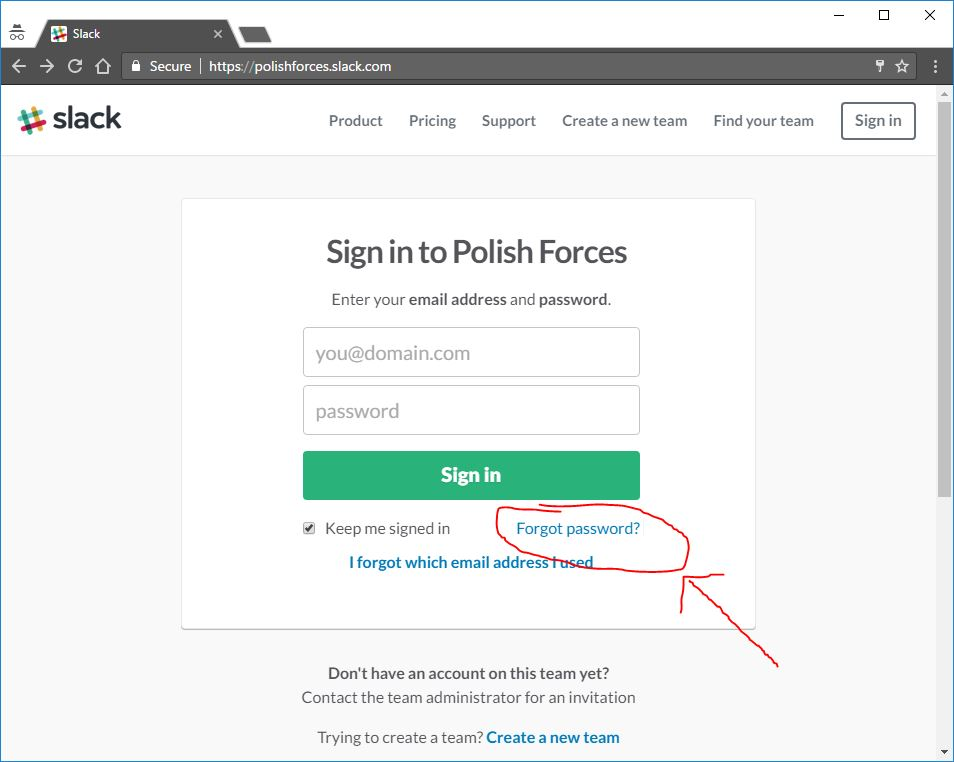 Slack
Secure https://polishforces.slack.com
slack Product Pricing Support Create a new team Find your team Sign in
Sign in to Polish Forces
Enter your email address and password.
you@domain.com
password
Sign in
Keep me signed in Forgot password?
I forgot which email address I used
Don't have an account on this team yet?
Contact the team administrator for an invitation
Trying to create a team? Create a new team